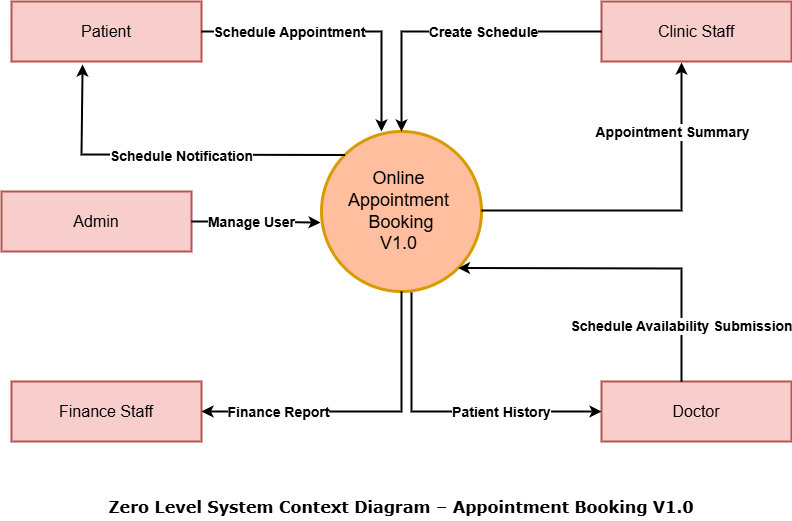 Patient
Schedule Appointment
Create Schedule
Clinic Staff
Appointment Summary
Schedule Notification
Online
Appointment
Booking
V1.0
Admin
Manage User
Schedule Availability Submission
Finance Staff
Finance Report
Patient History
Doctor
Zero Level System Context Diagram – Appointment Booking V1.0